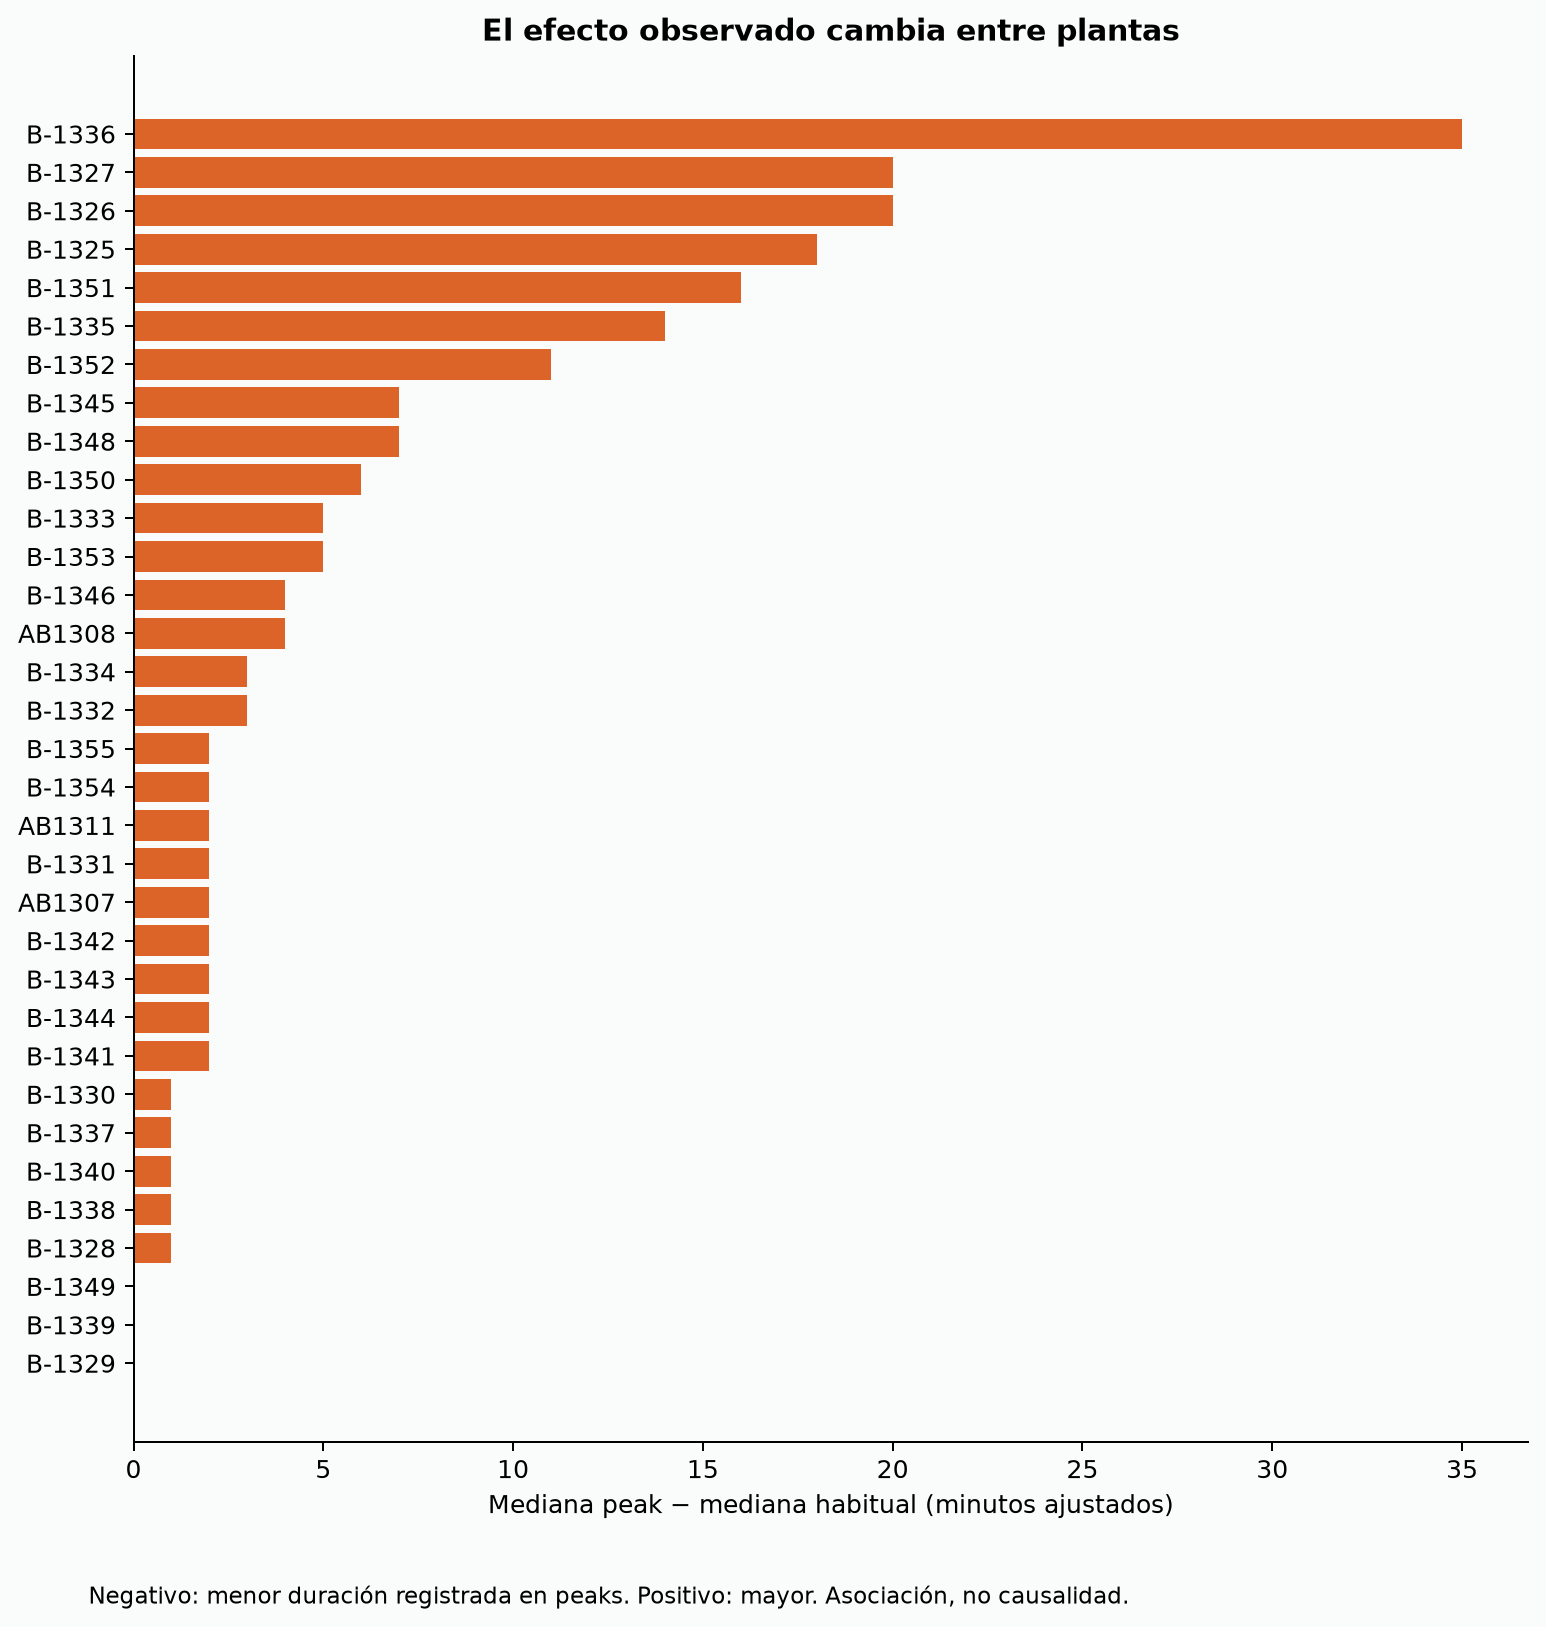 El efecto observado cambia entre plantas
B-1336
B-1327
B-1326
B-1325
B-1351
B-1335
B-1352
B-1345
B-1348
B-1350
B-1333
B-1353
B-1346
AB1308
B-1334
B-1332
B-1355
B-1354
AB1311
B-1331
AB1307
B-1342
B-1343
B-1344
B-1341
B-1330
B-1337
B-1340
B-1338
B-1328
B-1349
B-1339
B-1329
0 5 10 15 20 25 30 35
Mediana peak − mediana habitual (minutos ajustados)
Negativo: menor duración registrada en peaks. Positivo: mayor. Asociación, no causalidad.